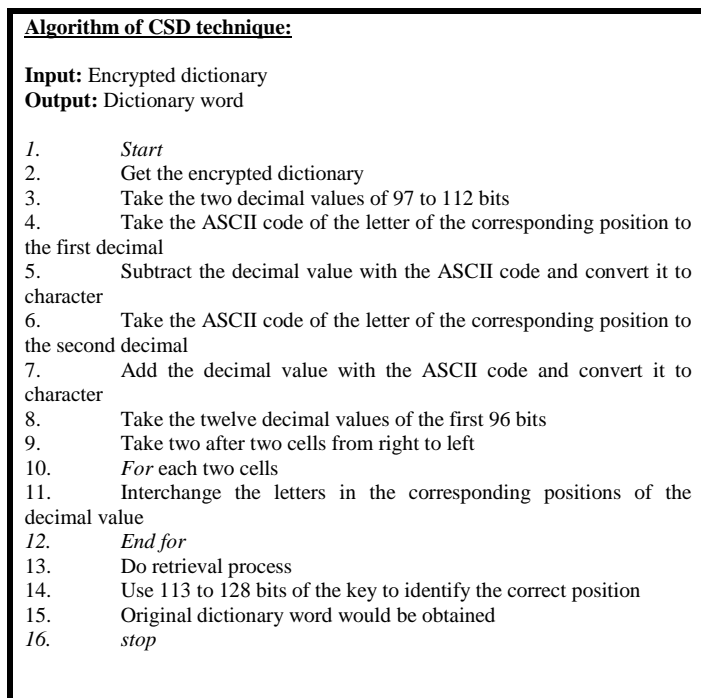 Algorithm of CSD technique:
Input: Encrypted dictionary
Output: Dictionary word
1. Start
2. Get the encrypted dictionary
3. Take the two decimal values of 97 to 112 bits
4. Take the ASCII code of the letter of the corresponding position to
the first decimal
5. Subtract the decimal value with the ASCII code and convert it to
character
6. Take the ASCII code of the letter of the corresponding position to
the second decimal
7. Add the decimal value with the ASCII code and convert it to
character
8. Take the twelve decimal values of the first 96 bits
9. Take two after two cells from right to left
10. For each two cells
11. Interchange the letters in the corresponding positions of the
decimal value
12. End for
13. Do retrieval process
14. Use 113 to 128 bits of the key to identify the correct position
15. Original dictionary word would be obtained
16. stop